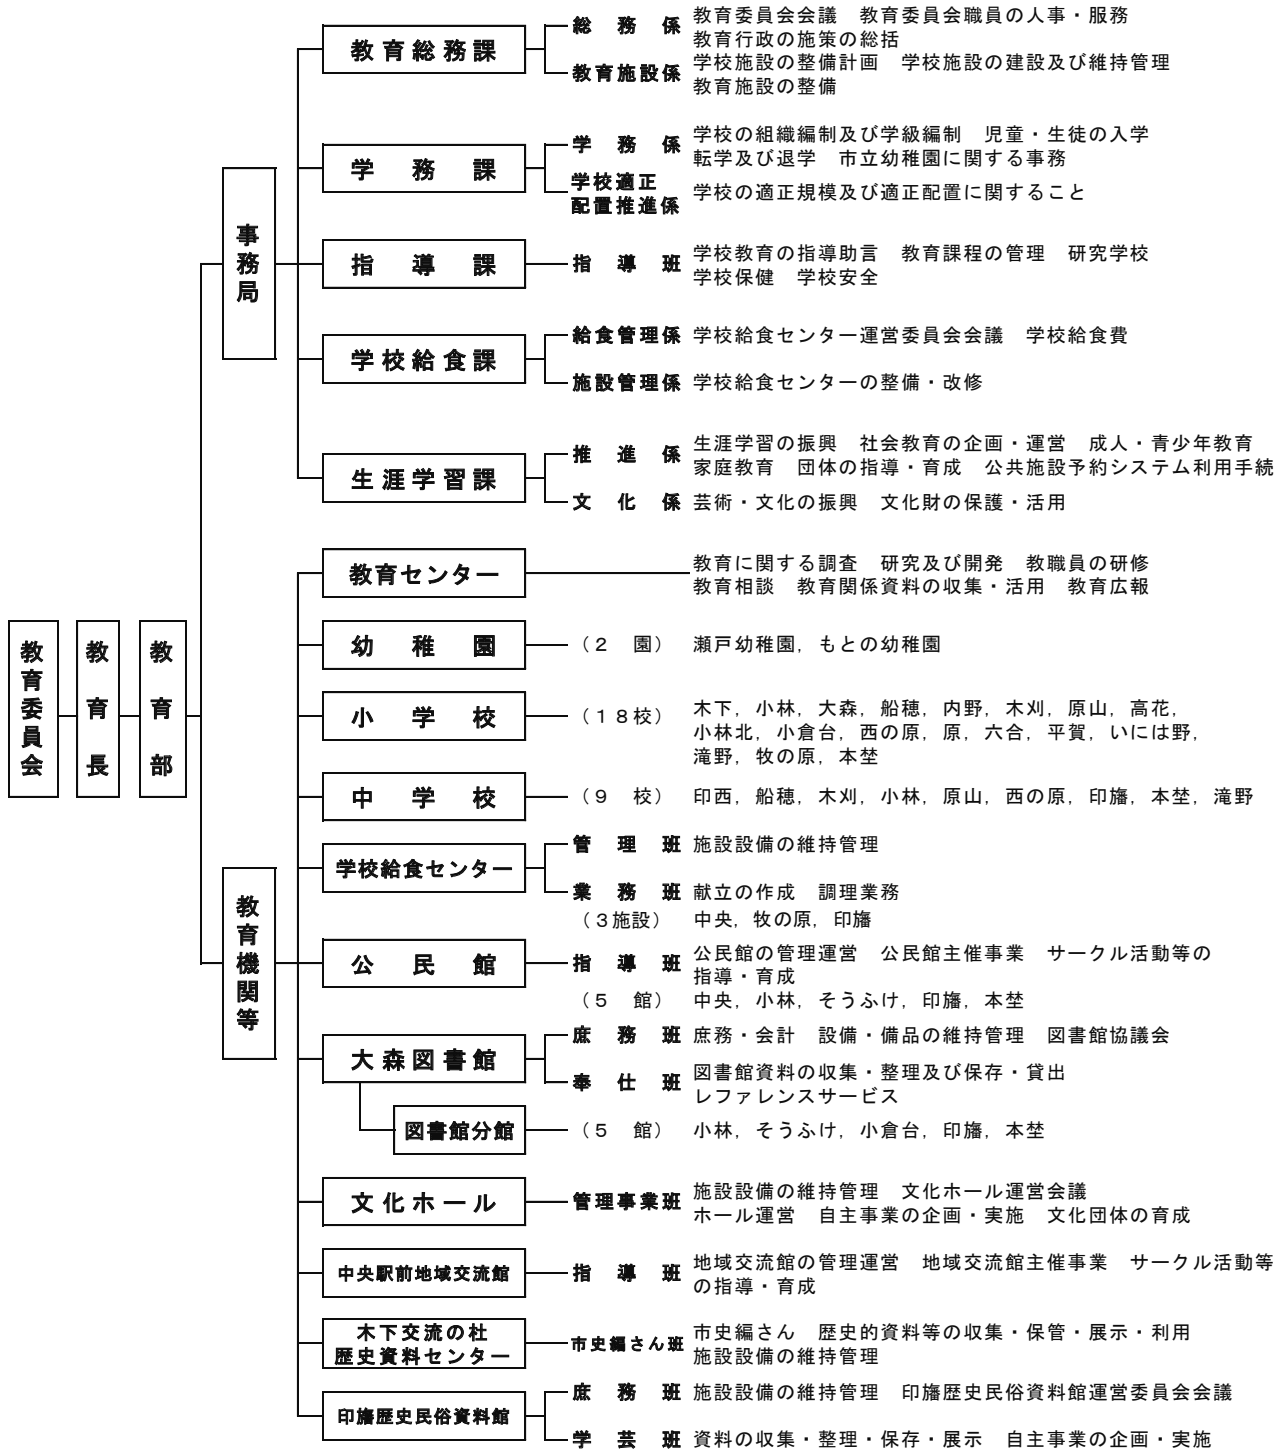 教育委員会
教育長
教育部
事務局
教育総務課
総務係 教育委員会会議 教育委員会職員の人事・服務
教育行政の施策の総括
教育施設係 学校施設の整備計画 学校施設の建設及び維持管理
教育施設の整備
学務課
学務係 学校の組織編制及び学級編制 児童・生徒の入学
転学及び退学 市立幼稚園に関する事務
学校適正
配置推進係 学校の適正規模及び適正配置に関すること
指導課
指導班 学校教育の指導助言 教育課程の管理 研究学校
学校保健 学校安全
学校給食課
給食管理係 学校給食センター運営委員会会議 学校給食費
施設管理係 学校給食センターの整備・改修
生涯学習課
推進係 生涯学習の振興 社会教育の企画・運営 成人・青少年教育
家庭教育 団体の指導・育成 公共施設予約システム利用手続
文化係 芸術・文化の振興 文化財の保護・活用
教育機関等
教育センター
教育に関する調査 研究及び開発 教職員の研修
教育相談 教育関係資料の収集・活用 教育広報
幼稚園 (2 園) 瀬戸幼稚園,もとの幼稚園
小学校 (18校) 木下,小林,大森,船穂,内野,木刈,原山,高花,
小林北,小倉台,西の原,原,六合,平賀,いには野,
滝野,牧の原,本埜
中学校 (9 校) 印西,船穂,木刈,小林,原山,西の原,印旛,本埜,滝野
学校給食センター
管理班 施設設備の維持管理
業務班 献立の作成 調理業務
(3施設) 中央,牧の原,印旛
公民館
指導班 公民館の管理運営 公民館主催事業 サークル活動等の
指導・育成
(5 館) 中央,小林,そうふけ,印旛,本埜
大森図書館
庶務班 庶務・会計 設備・備品の維持管理 図書館協議会
奉仕班 図書館資料の収集・整理及び保存・貸出
レファレンスサービス
図書館分館 (5 館) 小林,そうふけ,小倉台,印旛,本埜
文化ホール
管理事業班 施設設備の維持管理 文化ホール運営会議
ホール運営 自主事業の企画・実施 文化団体の育成
中央駅前地域交流館
指導班 地域交流館の管理運営 地域交流館主催事業 サークル活動等
の指導・育成
木下交流の杜
歴史資料センター
市史編さん班 市史編さん 歴史的資料等の収集・保管・展示・利用
施設設備の維持管理
印旛歴史民俗資料館
庶務班 施設設備の維持管理 印旛歴史民俗資料館運営委員会会議
学芸班 資料の収集・整理・保存・展示 自主事業の企画・実施